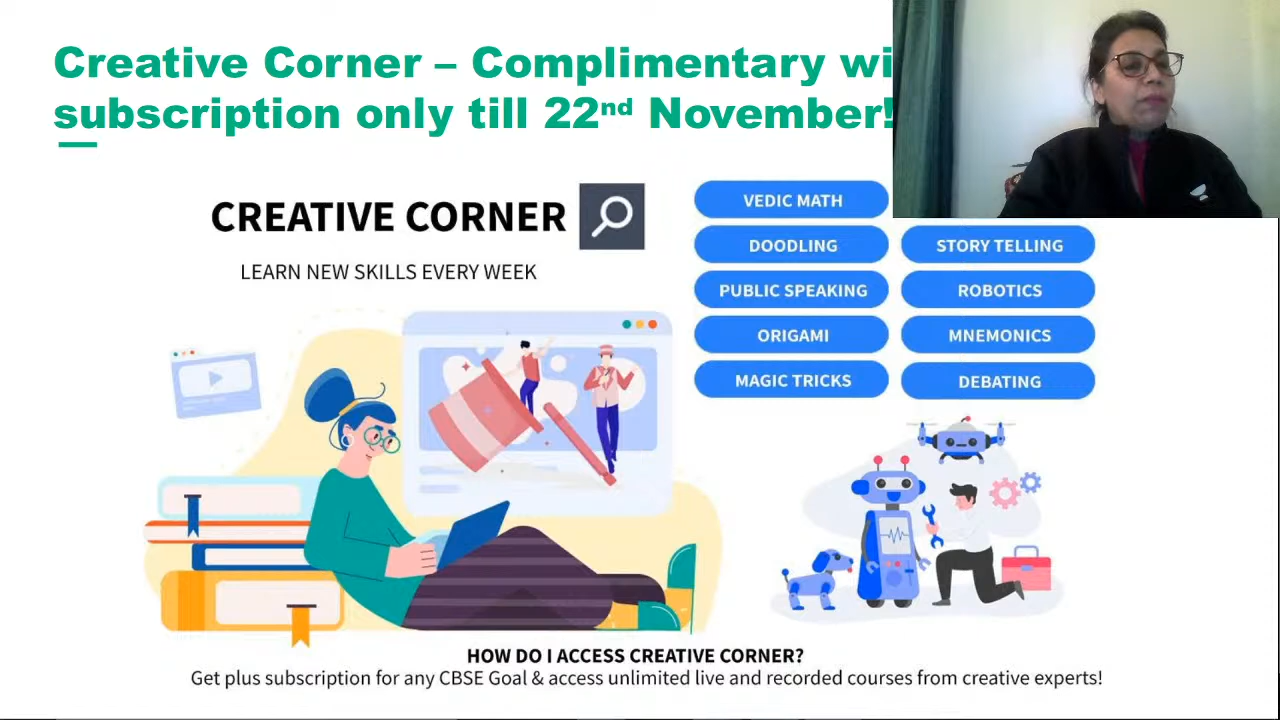 Creative Corner – Complimentary wi
subscription only till 22nd November!
CREATIVE CORNER
LEARN NEW SKILLS EVERY WEEK
VEDIC MATH
DOODLING
STORY TELLING
PUBLIC SPEAKING
ROBOTICS
ORIGAMI
MNEMONICS
MAGIC TRICKS
DEBATING
HOW DO I ACCESS CREATIVE CORNER?
Get plus subscription for any CBSE Goal & access unlimited live and recorded courses from creative experts!